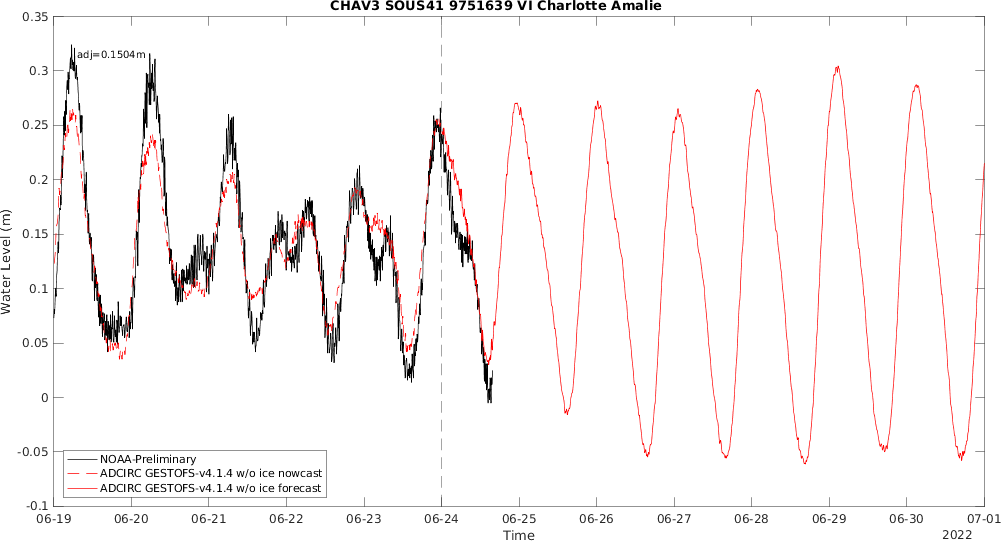 CHAV3 SOUS41 9751639 VI Charlotte Amalie
0.35
adj=0.1504m
0.3
0.25
0.2
0.15
0.1
0.05
0
-0.05
-0.1
Water Level (m)
NOAA-Preliminary
ADCIRC GESTOFS-v4.1.4 w/o ice nowcast
ADCIRC GESTOFS-v4.1.4 w/o ice forecast
06-19 06-20 06-21 06-22 06-23 06-24 06-25 06-26 06-27 06-28 06-29 06-30 07-01
Time
2022